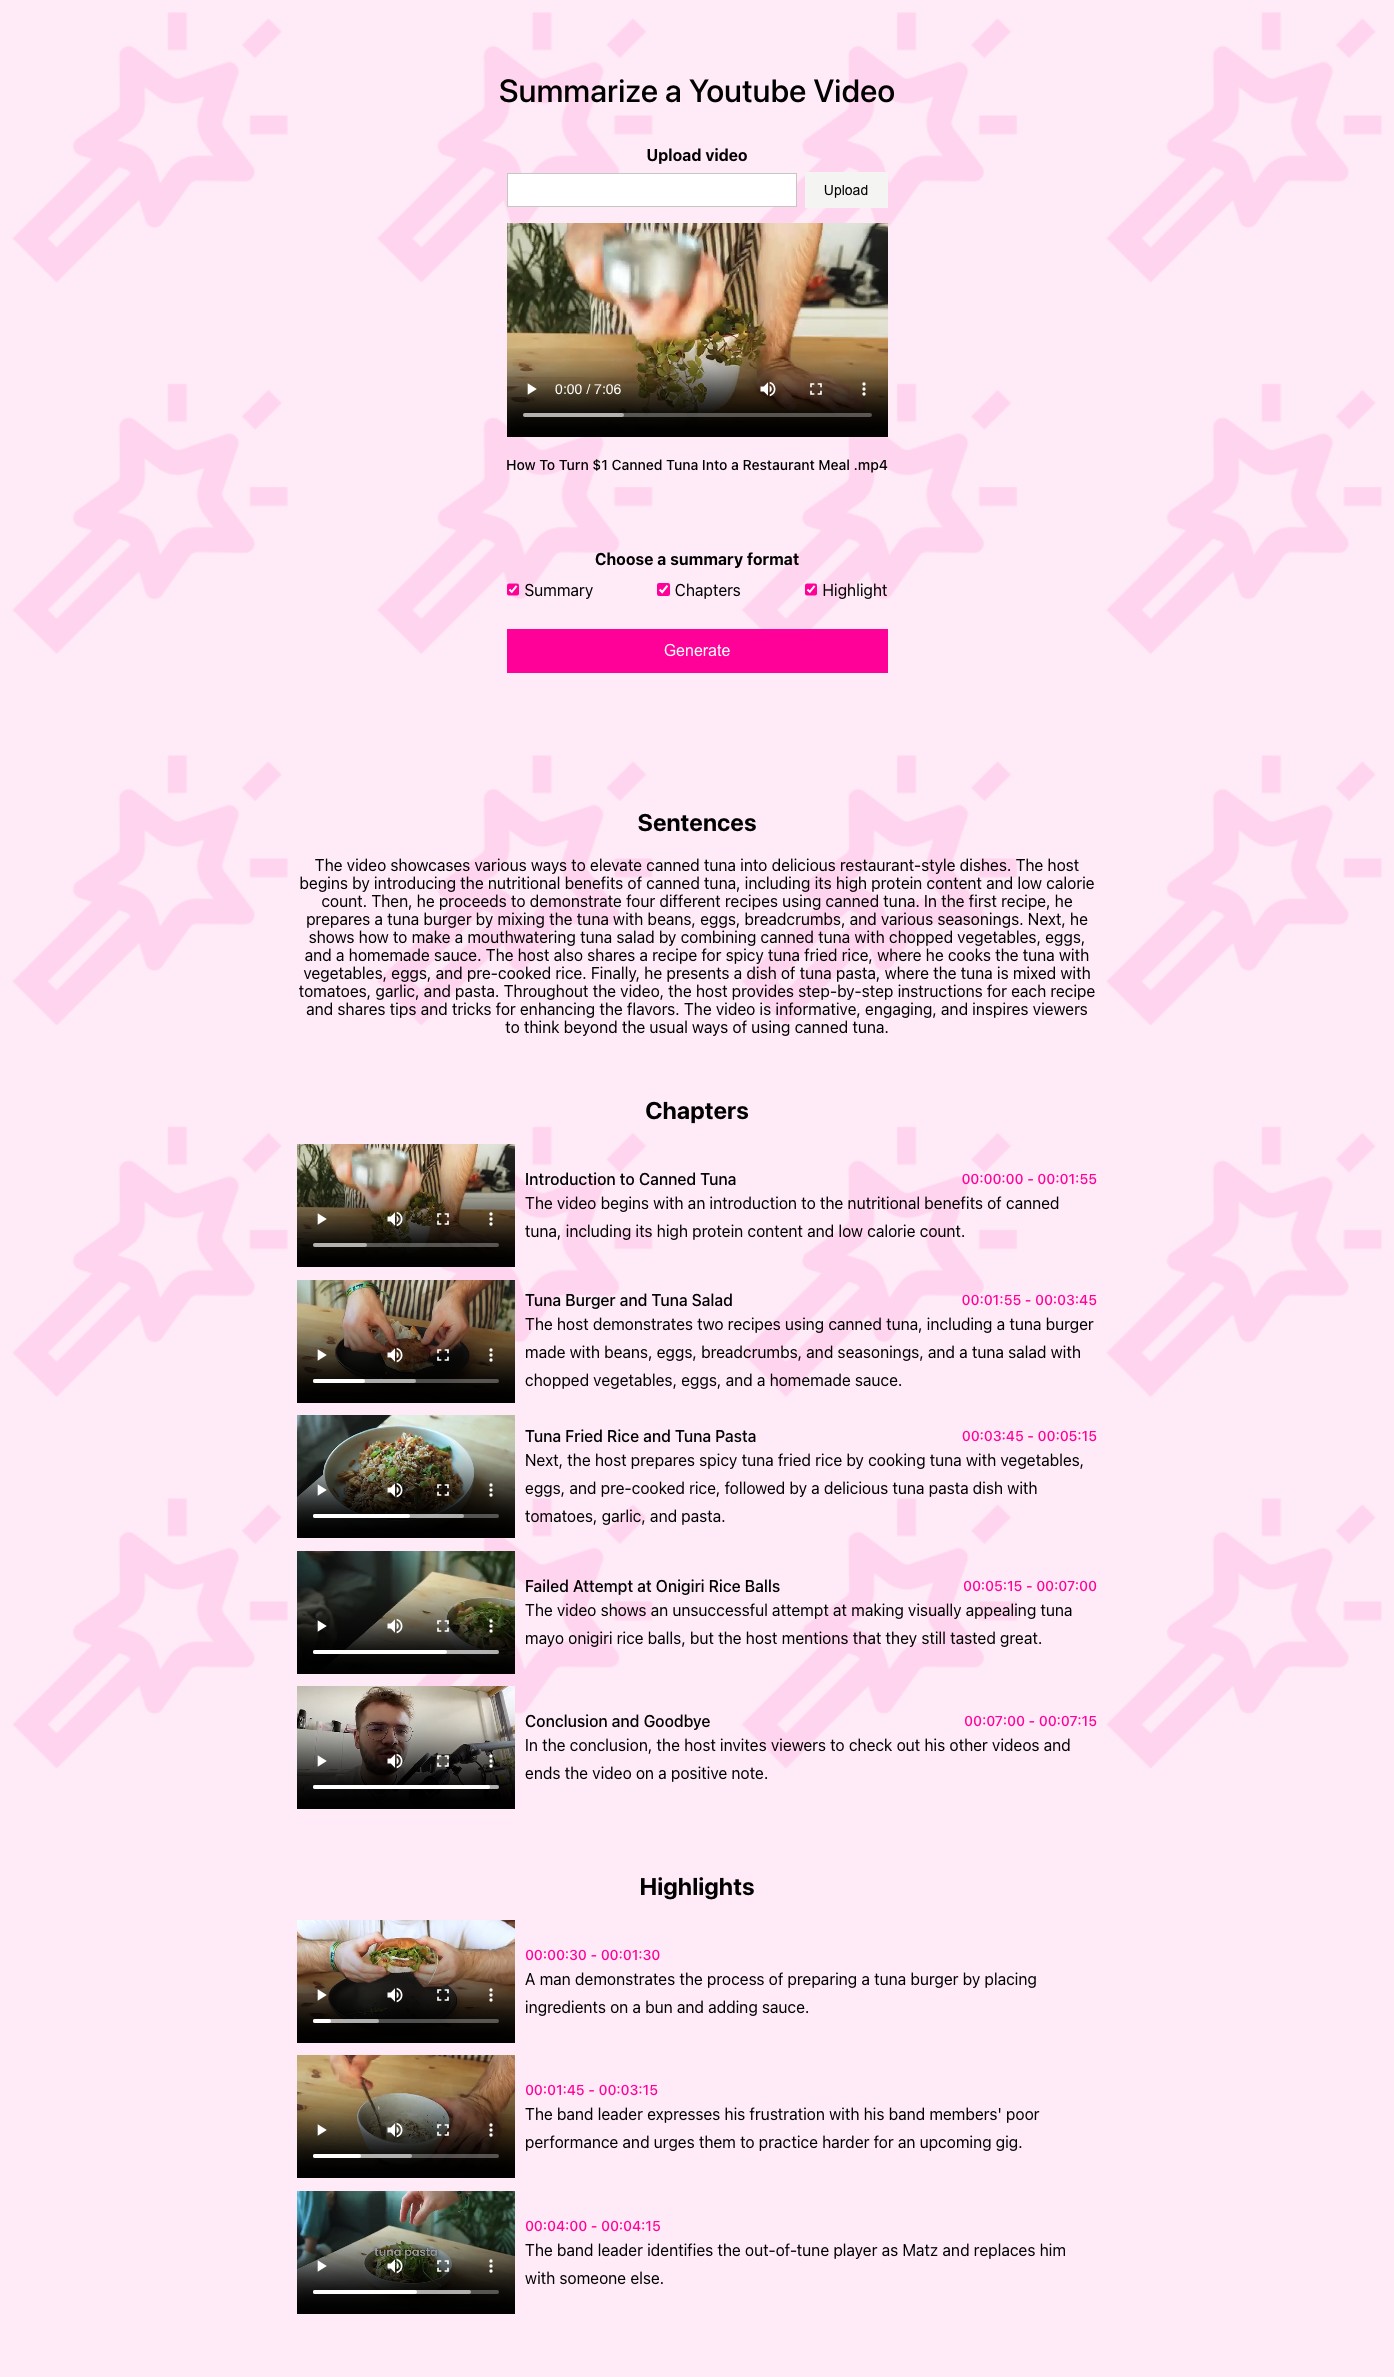 Summarize a Youtube Video
Upload video
Upload
0:00 / 7:06
How To Turn $1 Canned Tuna Into a Restaurant Meal .mp4
Choose a summary format
Summary
Chapters
Highlight
Generate
Sentences
The video showcases various ways to elevate canned tuna into delicious restaurant-style dishes. The host
begins by introducing the nutritional benefits of canned tuna, including its high protein content and low calorie
count. Then, he proceeds to demonstrate four different recipes using canned tuna. In the first recipe, he
prepares a tuna burger by mixing the tuna with beans, eggs, breadcrumbs, and various seasonings. Next, he
shows how to make a mouthwatering tuna salad by combining canned tuna with chopped vegetables, eggs,
and a homemade sauce. The host also shares a recipe for spicy tuna fried rice, where he cooks the tuna with
vegetables, eggs, and pre-cooked rice. Finally, he presents a dish of tuna pasta, where the tuna is mixed with
tomatoes, garlic, and pasta. Throughout the video, the host provides step-by-step instructions for each recipe
and shares tips and tricks for enhancing the flavors. The video is informative, engaging, and inspires viewers
to think beyond the usual ways of using canned tuna.
Chapters
Introduction to Canned Tuna
00:00:00 - 00:01:55
The video begins with an introduction to the nutritional benefits of canned
tuna, including its high protein content and low calorie count.
Tuna Burger and Tuna Salad
00:01:55 - 00:03:45
The host demonstrates two recipes using canned tuna, including a tuna burger
made with beans, eggs, breadcrumbs, and seasonings, and a tuna salad with
chopped vegetables, eggs, and a homemade sauce.
Tuna Fried Rice and Tuna Pasta
00:03:45 - 00:05:15
Next, the host prepares spicy tuna fried rice by cooking tuna with vegetables,
eggs, and pre-cooked rice, followed by a delicious tuna pasta dish with
tomatoes, garlic, and pasta.
Failed Attempt at Onigiri Rice Balls
00:05:15 - 00:07:00
The video shows an unsuccessful attempt at making visually appealing tuna
mayo onigiri rice balls, but the host mentions that they still tasted great.
Conclusion and Goodbye
00:07:00 - 00:07:15
In the conclusion, the host invites viewers to check out his other videos and
ends the video on a positive note.
Highlights
00:00:30 - 00:01:30
A man demonstrates the process of preparing a tuna burger by placing
ingredients on a bun and adding sauce.
00:01:45 - 00:03:15
The band leader expresses his frustration with his band members' poor
performance and urges them to practice harder for an upcoming gig.
00:04:00 - 00:04:15
The band leader identifies the out-of-tune player as Matz and replaces him
with someone else.
tuna pasta